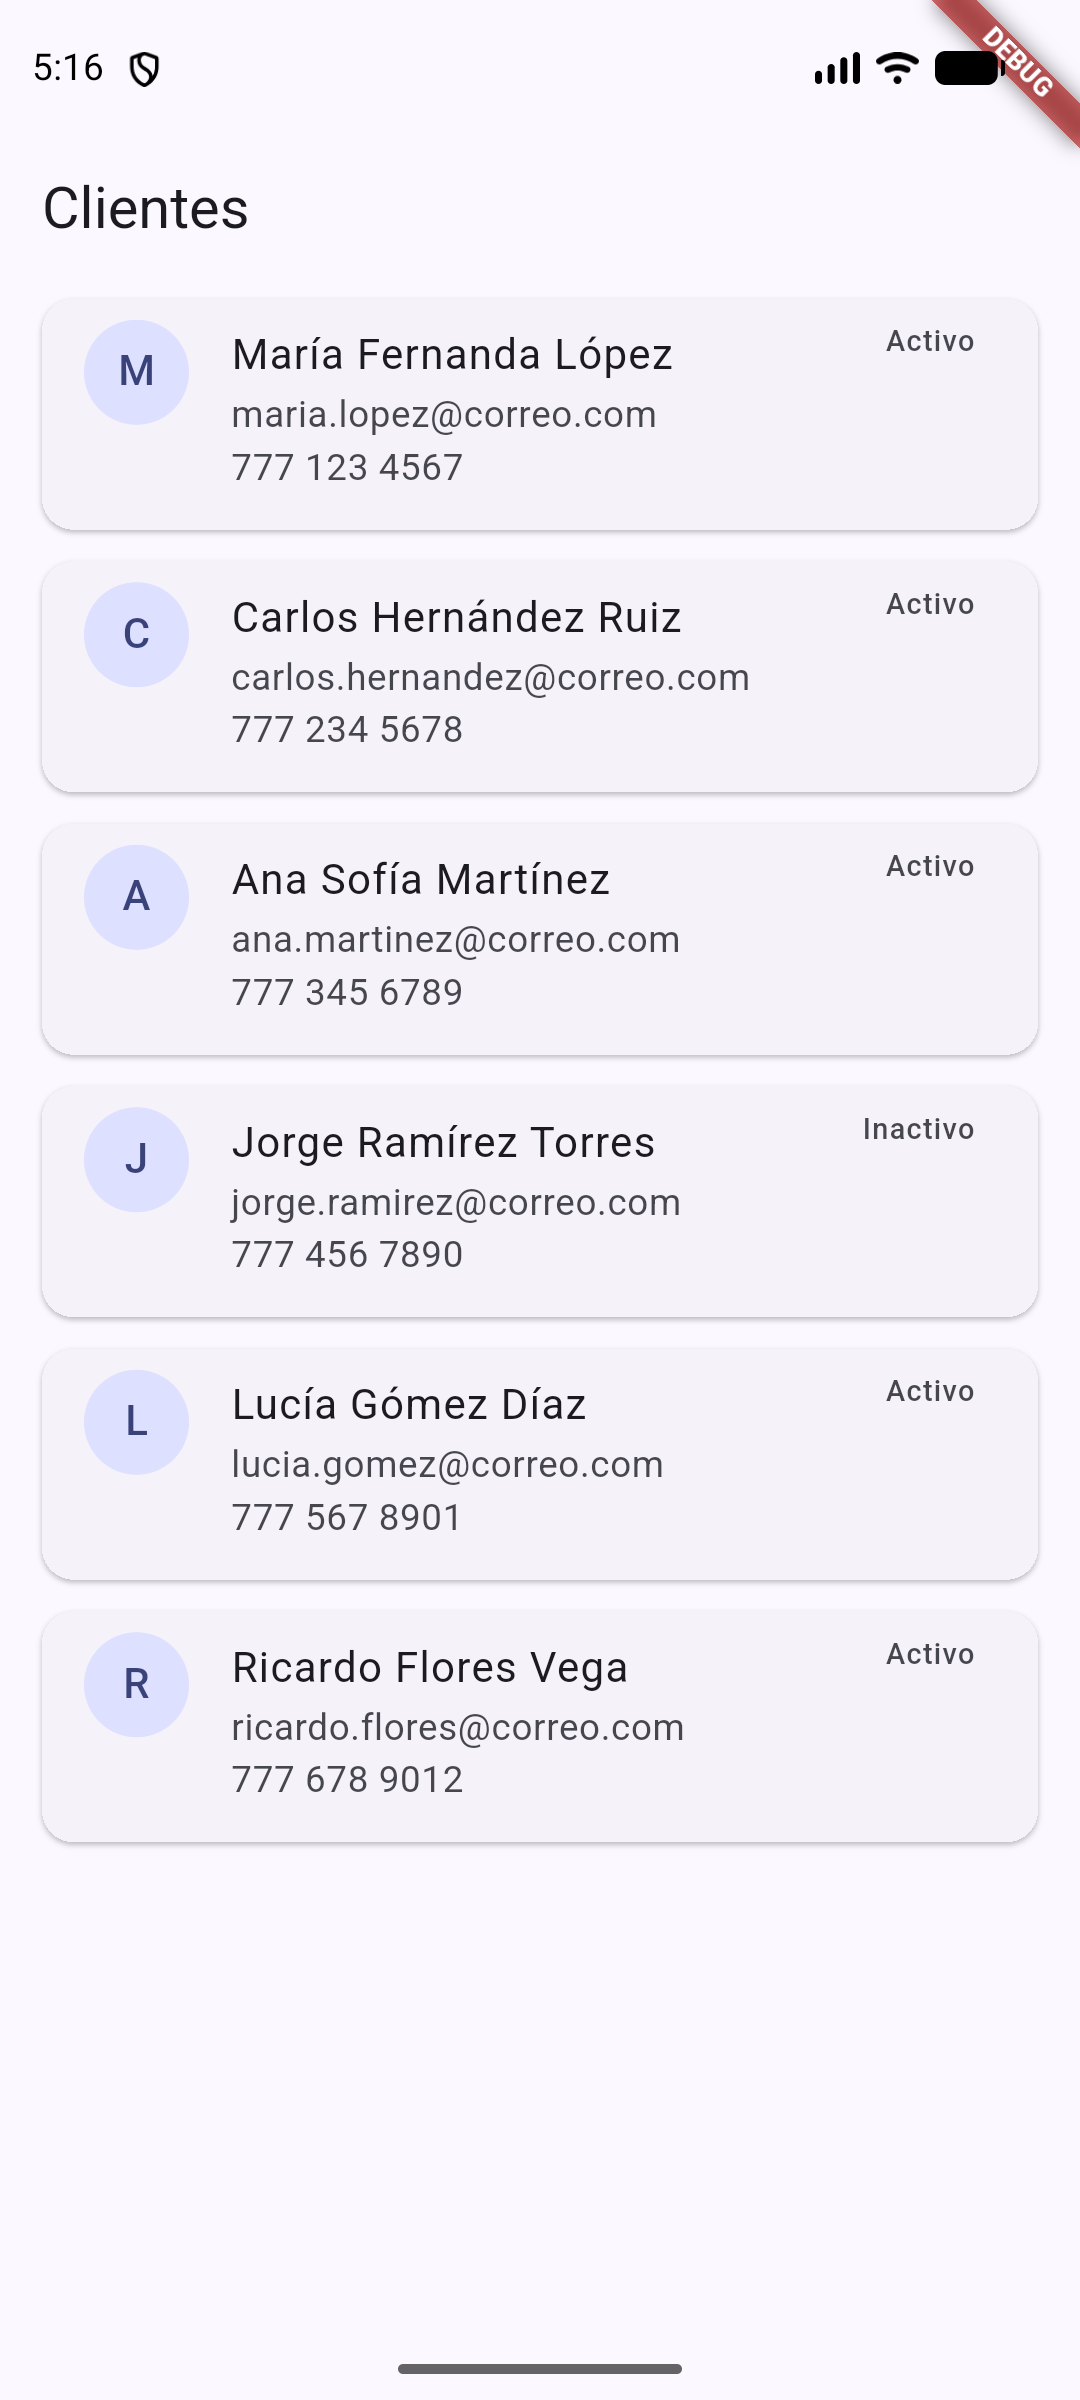 5:16
DEBUG
Clientes
M
María Fernanda López
Activo
maria.lopez@correo.com
777 123 4567
C
Carlos Hernández Ruiz
Activo
carlos.hernandez@correo.com
777 234 5678
A
Ana Sofía Martínez
Activo
ana.martinez@correo.com
777 345 6789
J
Jorge Ramírez Torres
Inactivo
jorge.ramirez@correo.com
777 456 7890
L
Lucía Gómez Díaz
Activo
lucia.gomez@correo.com
777 567 8901
R
Ricardo Flores Vega
Activo
ricardo.flores@correo.com
777 678 9012